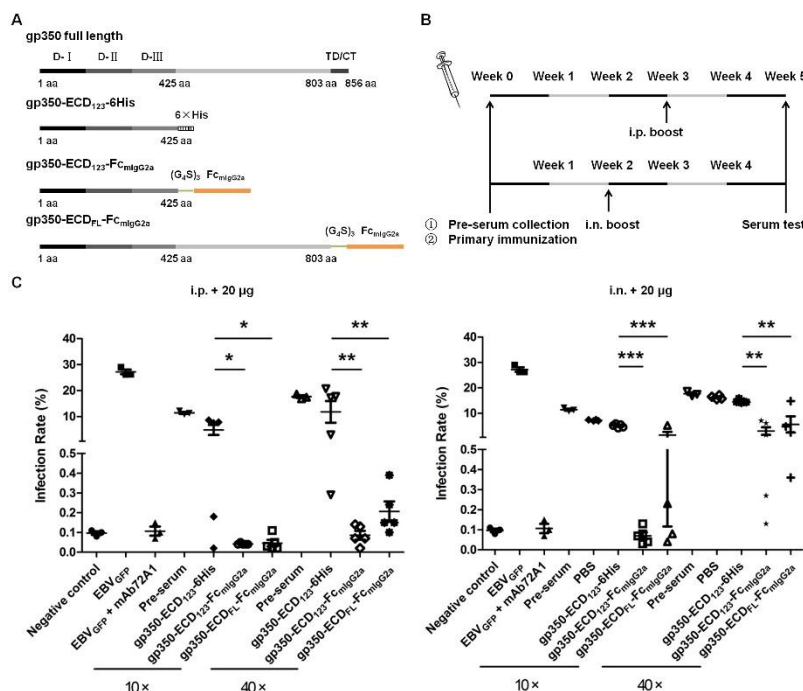 A
gp350 full length
D- Ⅰ D- Ⅱ D-Ⅲ TD/CT
1 aa 425 aa 803 aa 856 aa
gp350-ECD123-6His
6×His
1 aa 425 aa
gp350-ECD123-FcmIgG2a
(G4S)3 FcmIgG2a
1 aa 425 aa
gp350-ECDFL-FcmIgG2a
(G4S)3 FcmIgG2a
1 aa 425 aa 803 aa
B
Week 0 Week 1 Week 2 Week 3 Week 4 Week 5
i.p. boost
Week 1 Week 2 Week 3 Week 4
① Pre-serum collection
② Primary immunization
i.n. boost
Serum test
C
i.p. + 20 μg
Infection Rate (%)
40
30
20
10
0.5
0.4
0.3
0.2
0.1
0.0
* *
** **
Negative control
EBVGFP
EBVGFP + mAb72A1
Pre-serum
gp350-ECD123-6His
gp350-ECD123-FcmIgG2a
gp350-ECDFL-FcmIgG2a
Pre-serum
gp350-ECD123-6His
gp350-ECD123-FcmIgG2a
gp350-ECDFL-FcmIgG2a
10× 40×
i.n. + 20 μg
Infection Rate (%)
40
30
20
10
0.5
0.4
0.3
0.2
0.1
0.0
*** ***
** **
Negative control
EBVGFP
EBVGFP + mAb72A1
Pre-serum
PBS
gp350-ECD123-6His
gp350-ECD123-FcmIgG2a
gp350-ECDFL-FcmIgG2a
Pre-serum
PBS
gp350-ECD123-6His
gp350-ECD123-FcmIgG2a
gp350-ECDFL-FcmIgG2a
10× 40×